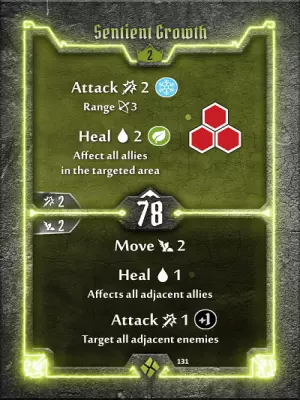 Sentient Growth
2
Attack 2
Range 3
Heal 2
Affect all allies
in the targeted area
2
78
2
Move 2
Heal 1
Affects all adjacent allies
Attack 1 +1
Target all adjacent enemies
131